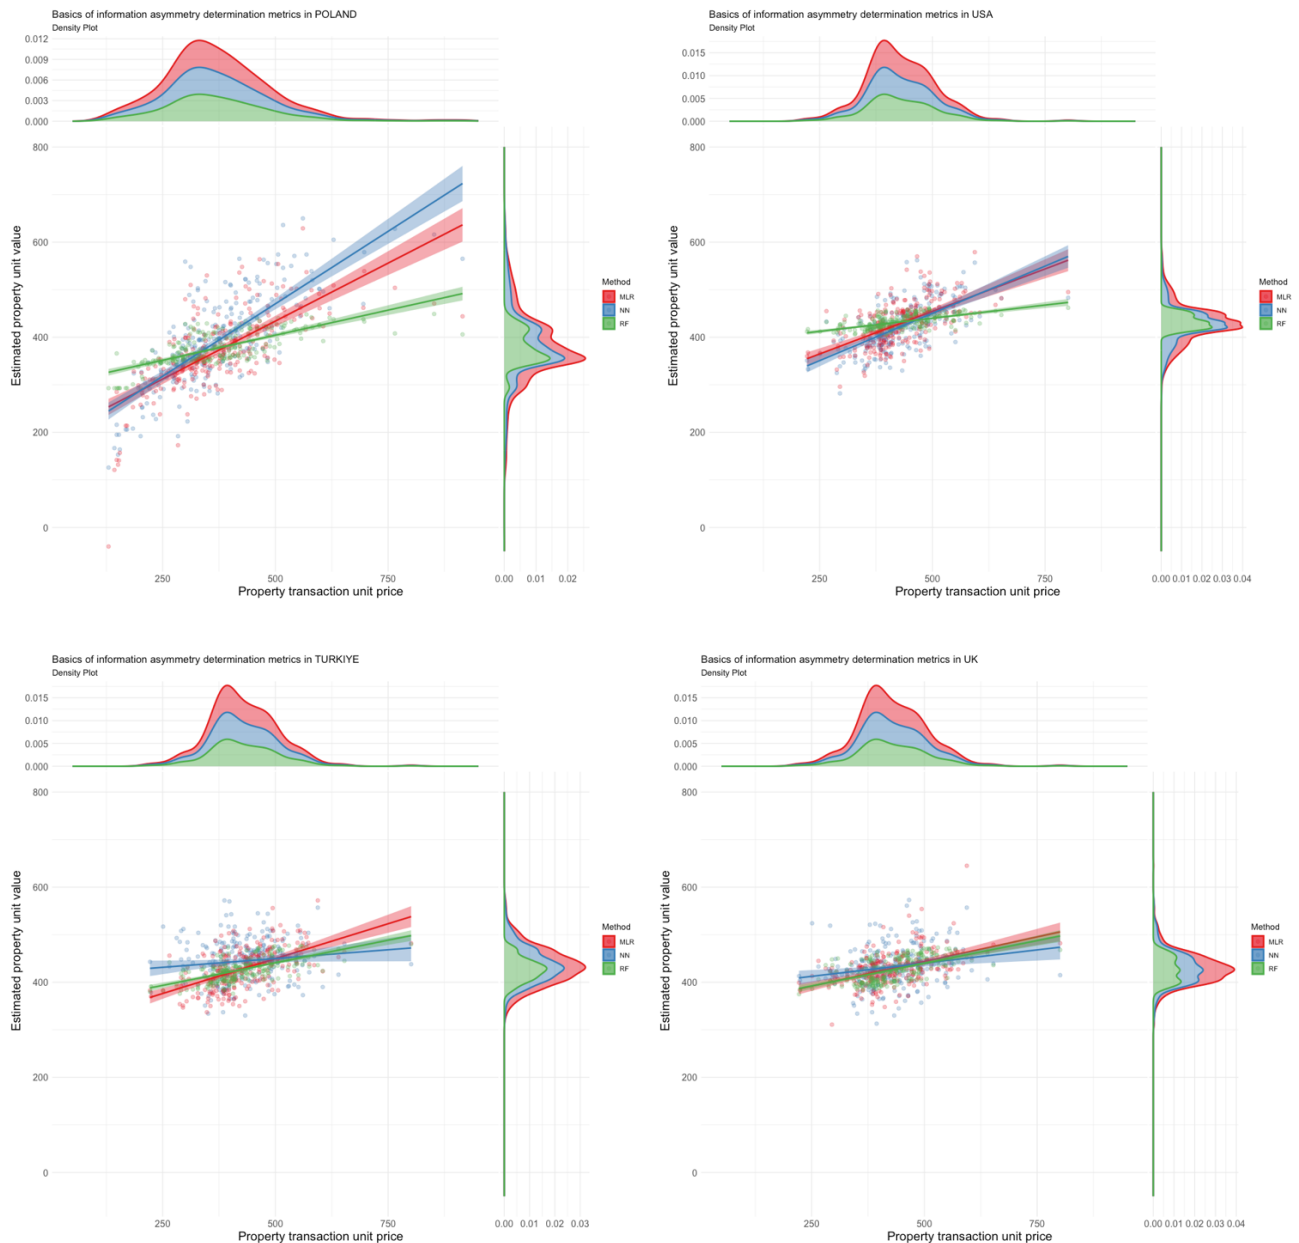 Basics of information asymmetry determination metrics in POLAND
Density Plot
0.012
0.009
0.006
0.003
0.000
800
600
400
200
0
Estimated property unit value
250 500 750
Property transaction unit price
0.00 0.01 0.02
Method
MLR
NN
RF
Basics of information asymmetry determination metrics in USA
Density Plot
0.015
0.010
0.005
0.000
800
600
400
200
0
Estimated property unit value
250 500 750
Property transaction unit price
0.00 0.01 0.02 0.03 0.04
Method
MLR
NN
RF
Basics of information asymmetry determination metrics in TURKIYE
Density Plot
0.015
0.010
0.005
0.000
800
600
400
200
0
Estimated property unit value
250 500 750
Property transaction unit price
0.00 0.01 0.02 0.03
Method
MLR
NN
RF
Basics of information asymmetry determination metrics in UK
Density Plot
0.015
0.010
0.005
0.000
800
600
400
200
0
Estimated property unit value
250 500 750
Property transaction unit price
0.00 0.01 0.02 0.03 0.04
Method
MLR
NN
RF